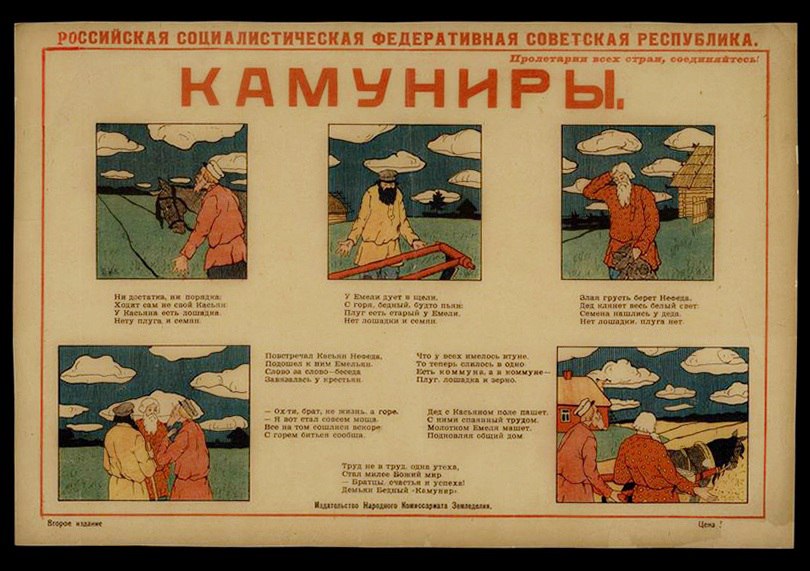 РОССИЙСКАЯ СОЦИАЛИСТИЧЕСКАЯ ФЕДЕРАТИВНАЯ СОВЕТСКАЯ РЕСПУБЛИКА.
Пролетарии всех стран, соединяйтесь!
КАМУНИРЫ.
Ни достатка, ни порядка:
Ходит сам не свой Касьян:
У Касьяна есть лошадка.
Нету плуга и семян.
У Емели дует в щели,
С горя, бедный, будто пьян:
Плуг есть старый у Емели,
Нет лошадки и семян.
Злая грусть берет Нефеда,
Дед клянет весь белый свет:
Семена нашлись у деда.
Нет лошадки, плуга нет.
Повстречал Касьян Нефеда,
Подошел к ним Емельян.
Слово за слово—беседа
Завязалась у крестьян.
— Ох-ти, брат, не жизнь, а горе.
— Я вот стал совсем моща.
Все на том сошлися вскоре:
С горем биться сообща.
Что у всех имелось втуне.
То теперь слилось в одно
Есть коммуна, а в коммуне—
Плуг, лошадка и зерно.
Дед с Касьяном поле пашет,
С ними спаянный трудом.
Молотком Емеля машет.
Подновляя общий дом
Труд не в труд, одна утеха,
Стал милее Божий мир
— Братцы, счастья и успеха!
Демьян Бедный «Камунир».
Издательство Народного Комиссариата Земледелия.
Второе издание
Цена